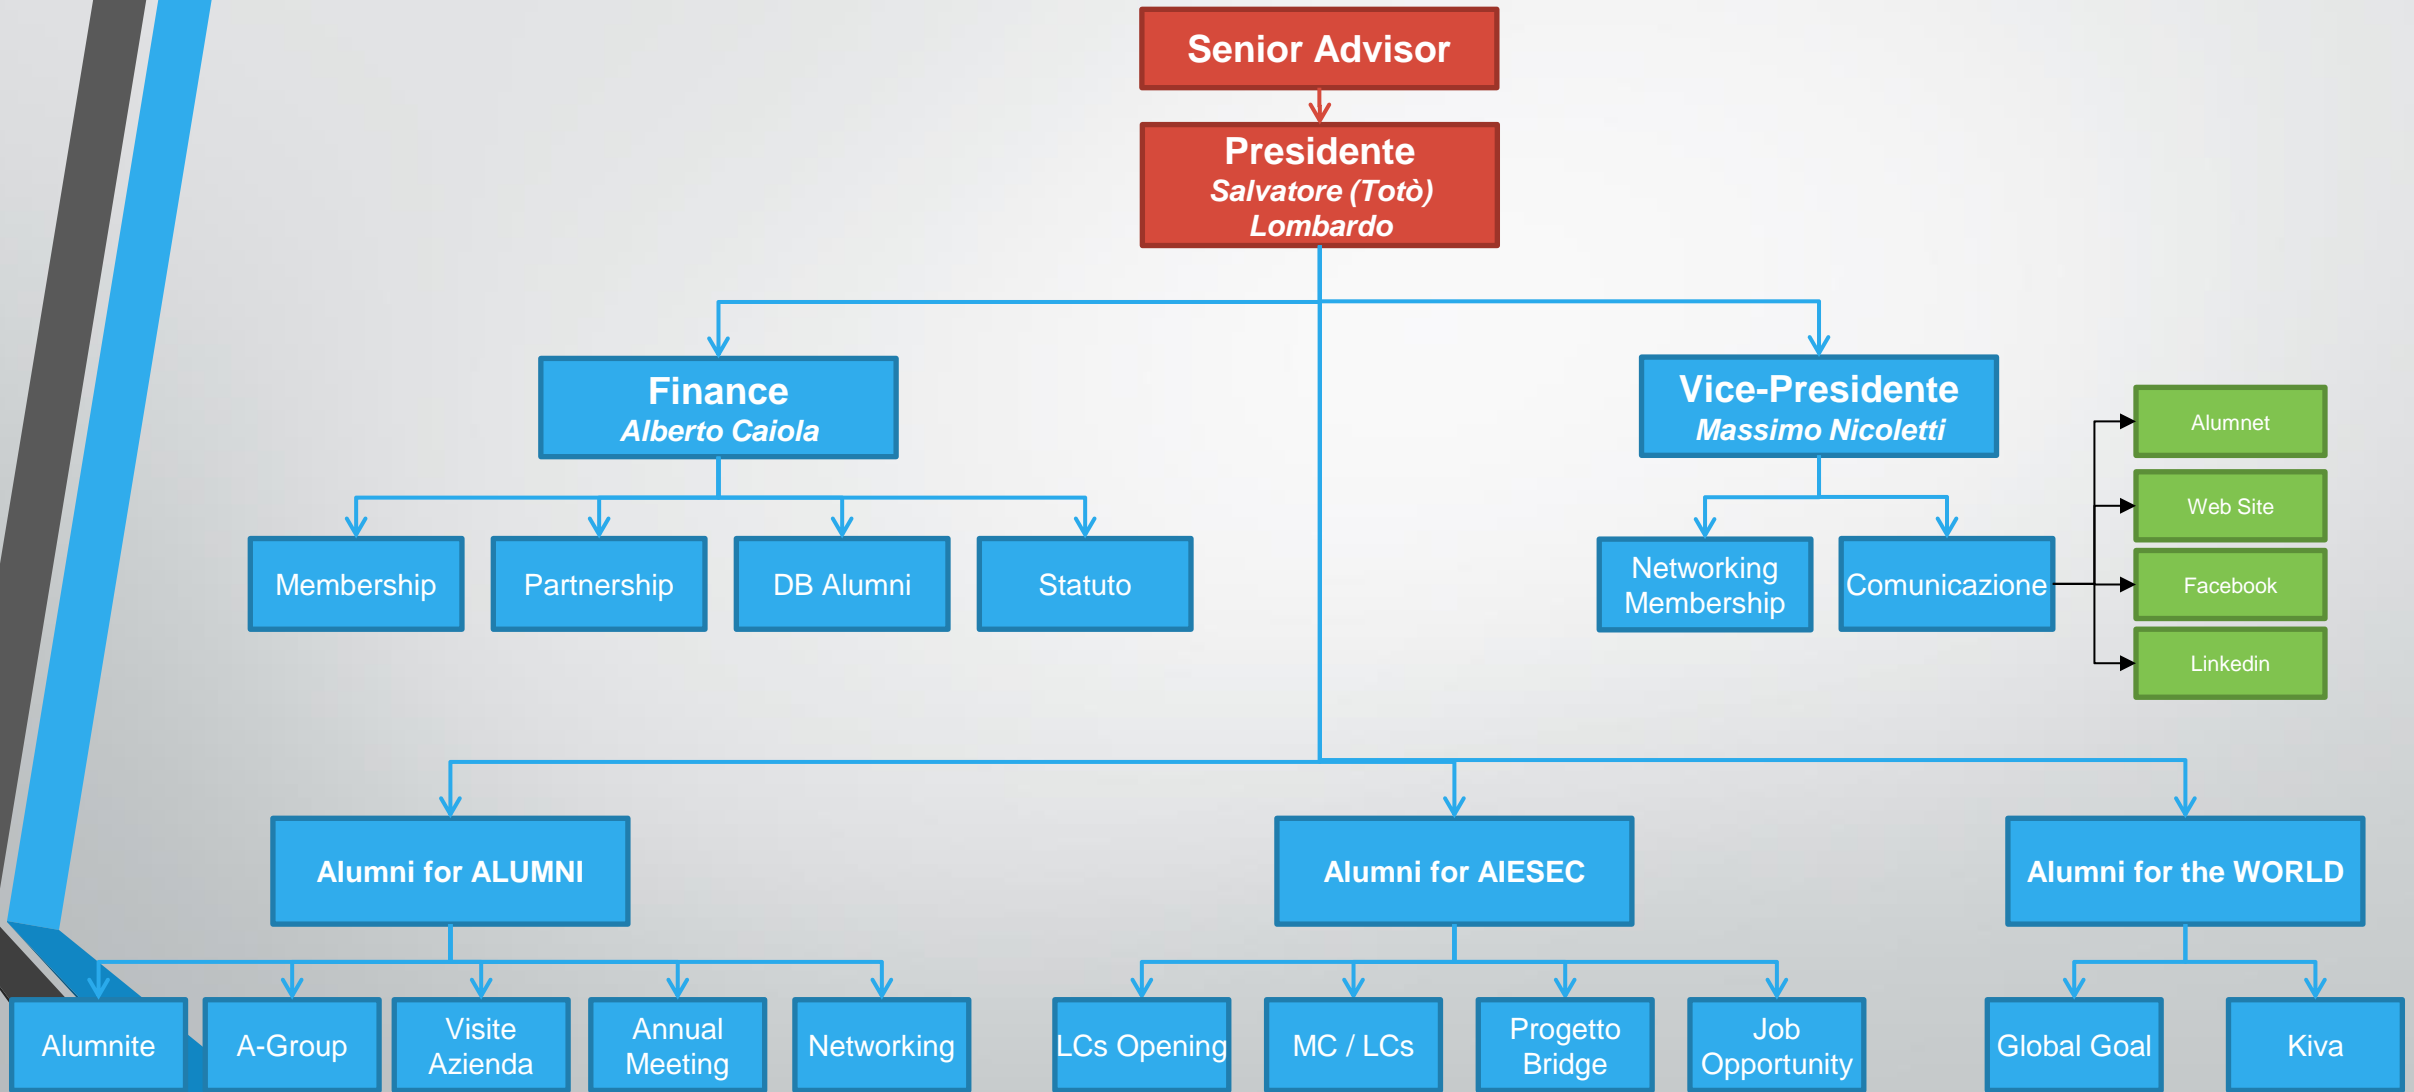 Senior Advisor
Presidente
Salvatore (Totò)
Lombardo
Finance
Alberto Caiola
Vice-Presidente
Massimo Nicoletti
Alumnet
Web Site
Facebook
Linkedin
Membership
Partnership
DB Alumni
Statuto
Networking
Membership
Comunicazione
Alumni for ALUMNI
Alumni for AIESEC
Alumni for the WORLD
Alumnite
A-Group
Visite
Azienda
Annual
Meeting
Networking
LCs Opening
MC / LCs
Progetto
Bridge
Job
Opportunity
Global Goal
Kiva